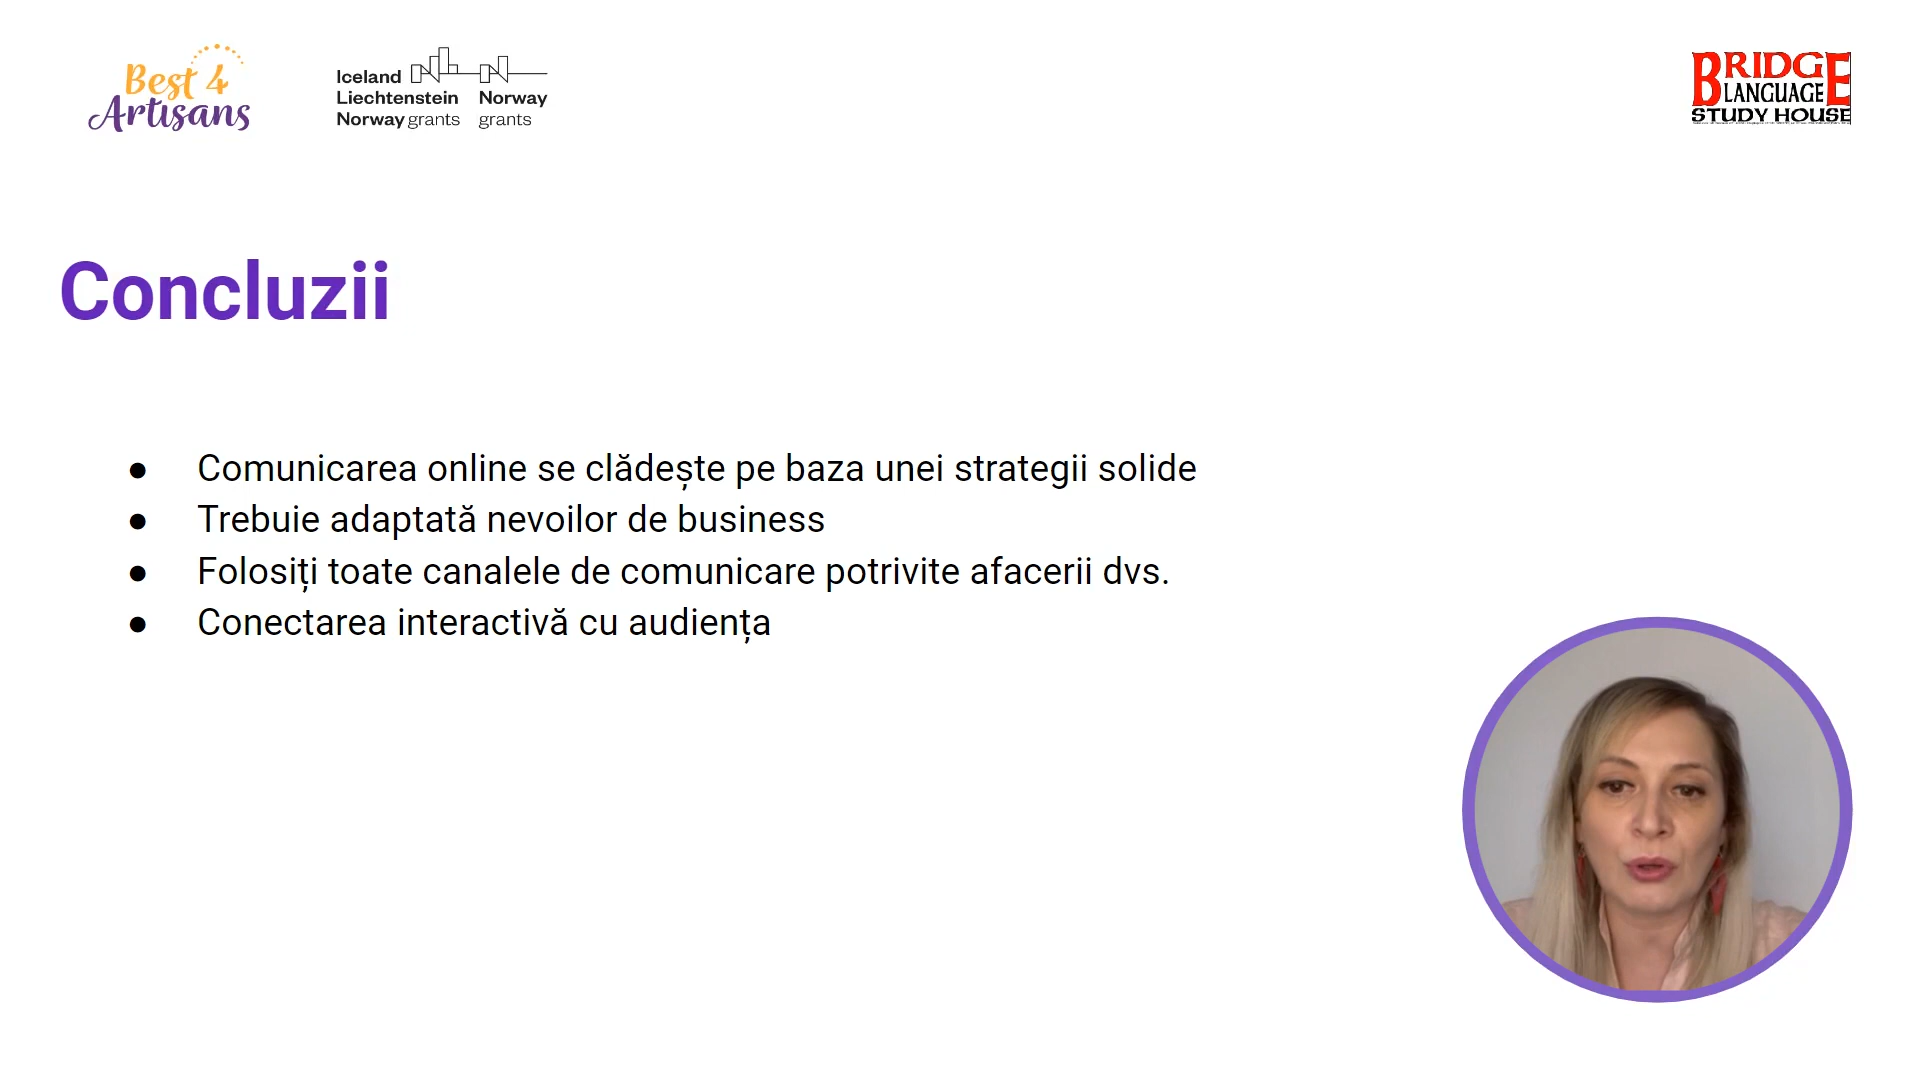 Best 4
Artisans
Iceland
Liechtenstein
Norway grants
Norway
grants
BRIDGE
LANGUAGE
STUDY HOUSE
Concluzii
● Comunicarea online se clădește pe baza unei strategii solide
● Trebuie adaptată nevoilor de business
● Folosiți toate canalele de comunicare potrivite afacerii dvs.
● Conectarea interactivă cu audiența